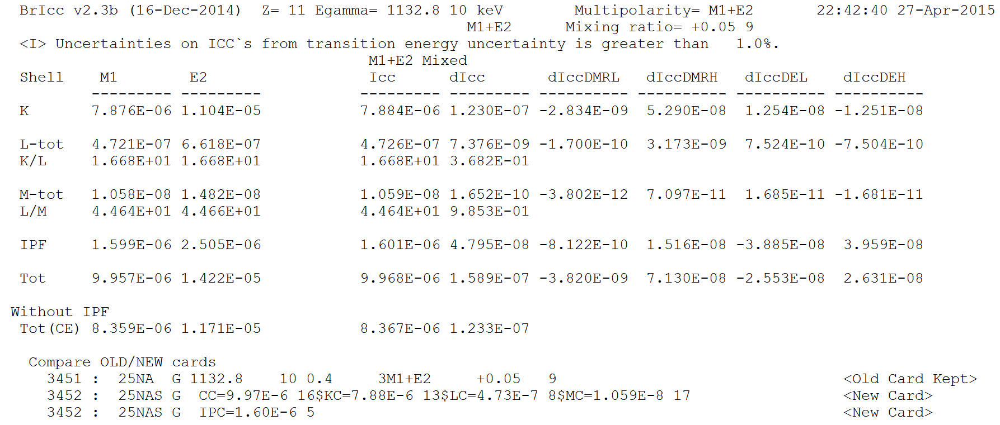 BrIcc v2.3b (16-Dec-2014)  Z= 11 Egamma= 1132.8 10 keV        Multipolarity= M1+E2       22:42:40 27-Apr-2015
M1+E2      Mixing ratio= +0.05 9
<I> Uncertainties on ICC`s from transition energy uncertainty is greater than   1.0%.
M1+E2 Mixed
Shell    M1        E2                  Icc      dIcc       dIccDMRL   dIccDMRH   dIccDEL    dIccDEH
--------- ---------           --------- --------- ---------- ---------- ---------- ----------
K       7.876E-06 1.104E-05           7.884E-06 1.230E-07 -2.834E-09  5.290E-08  1.254E-08 -1.251E-08
L-tot   4.721E-07 6.618E-07           4.726E-07 7.376E-09 -1.700E-10  3.173E-09  7.524E-10 -7.504E-10
K/L     1.668E+01 1.668E+01           1.668E+01 3.682E-01
M-tot   1.058E-08 1.482E-08           1.059E-08 1.652E-10 -3.802E-12  7.097E-11  1.685E-11 -1.681E-11
L/M     4.464E+01 4.466E+01           4.464E+01 9.853E-01
IPF     1.599E-06 2.505E-06           1.601E-06 4.795E-08 -8.122E-10  1.516E-08 -3.885E-08  3.959E-08
Tot     9.957E-06 1.422E-05           9.968E-06 1.589E-07 -3.820E-09  7.130E-08 -2.553E-08  2.631E-08
Without IPF
Tot(CE) 8.359E-06 1.171E-05           8.367E-06 1.233E-07
Compare OLD/NEW cards
3451 :  25NA  G 1132.8    10 0.4     3M1+E2     +0.05   9                                <Old Card Kept>
3452 :  25NAS G  CC=9.97E-6 16$KC=7.88E-6 13$LC=4.73E-7 8$MC=1.059E-8 17                 <New Card>
3452 :  25NAS G  IPC=1.60E-6 5                                                           <New Card>